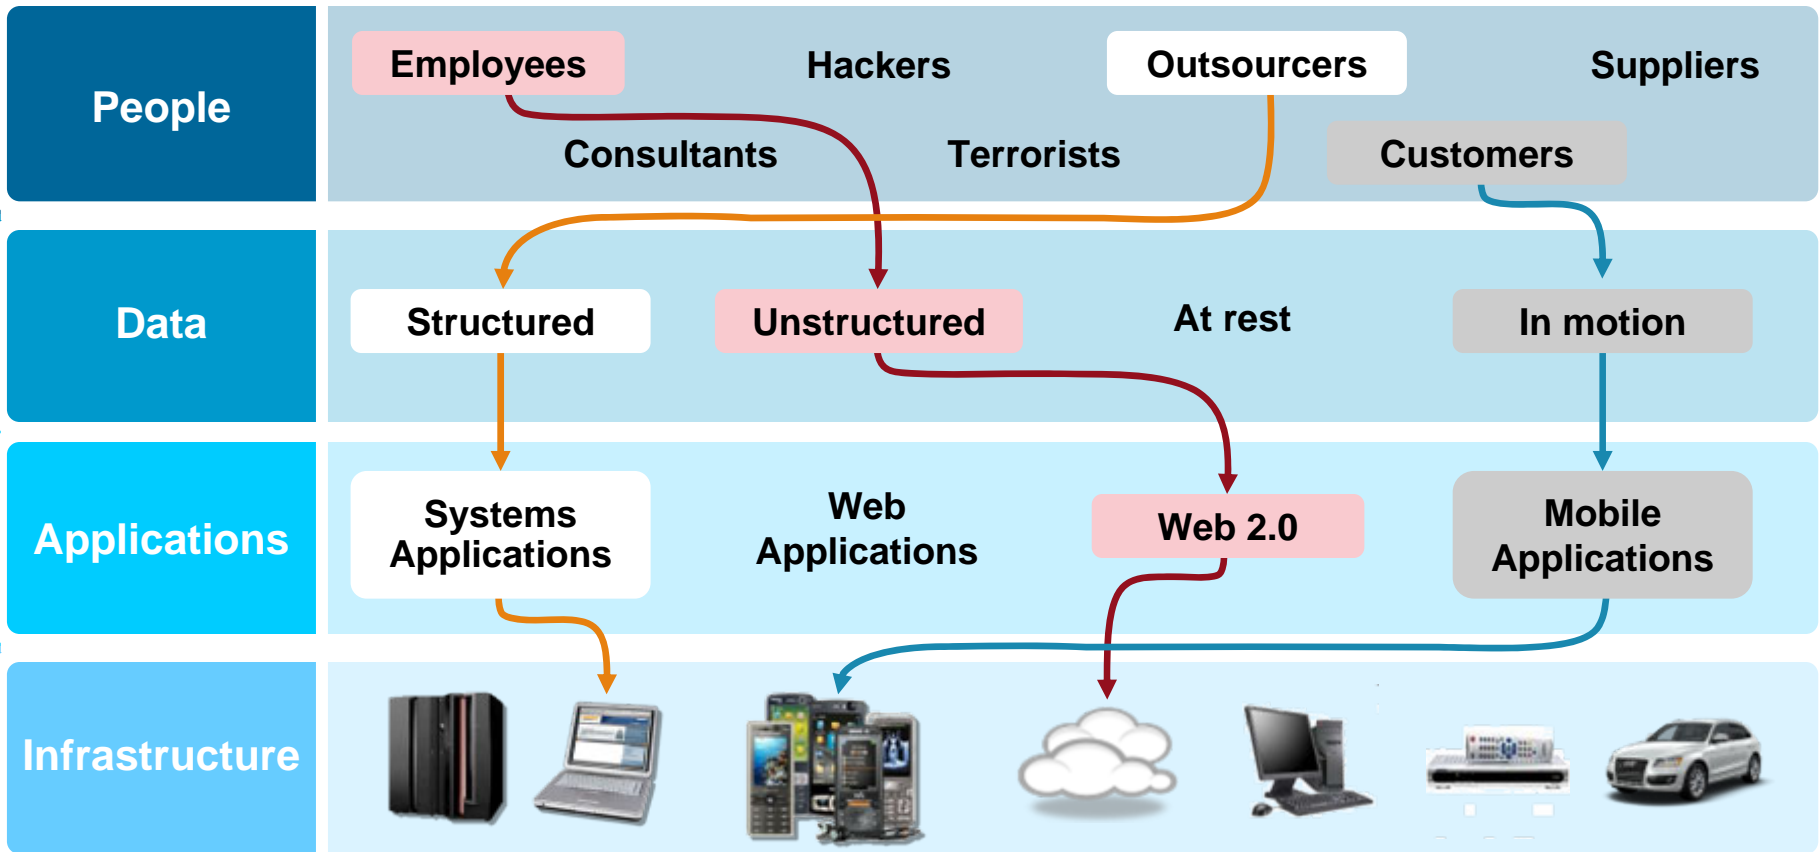 People
Employees
Hackers
Outsourcers
Suppliers
Consultants
Terrorists
Customers
Data
Structured
Unstructured
At rest
In motion
Applications
Systems
Applications
Web
Applications
Web 2.0
Mobile
Applications
Infrastructure